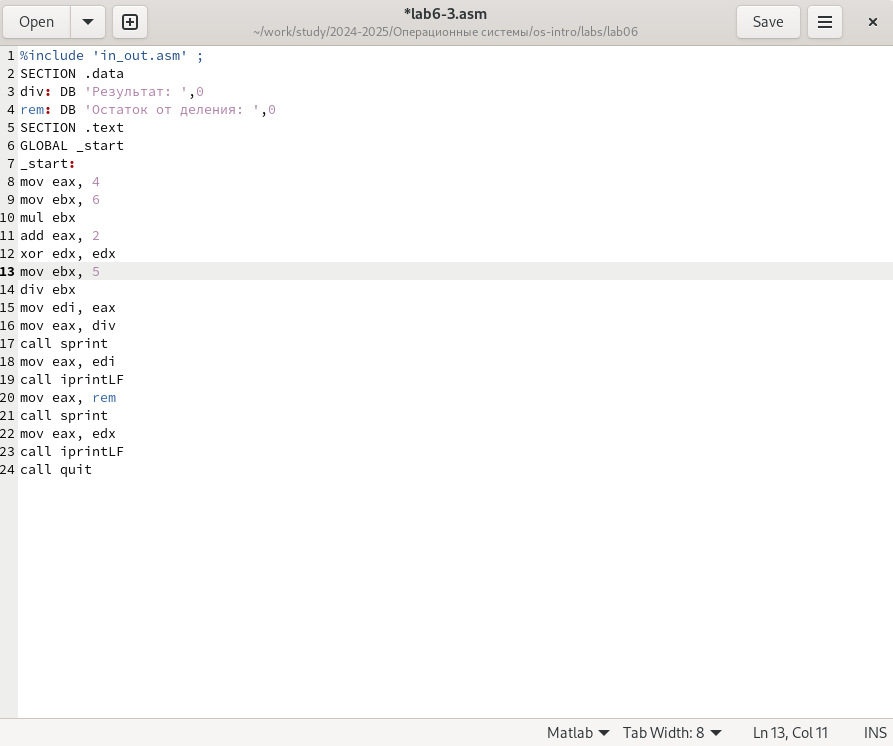 Open
*lab6-3.asm
~/work/study/2024-2025/Операционные системы/os-intro/labs/lab06
Save
1 %include 'in_out.asm' ;
2 SECTION .data
3 div: DB 'Результат: ',0
4 rem: DB 'Остаток от деления: ',0
5 SECTION .text
6 GLOBAL _start
7 _start:
8 mov eax, 4
9 mov ebx, 6
10 mul ebx
11 add eax, 2
12 xor edx, edx
13 mov ebx, 5
14 div ebx
15 mov edi, eax
16 mov eax, div
17 call sprint
18 mov eax, edi
19 call iprintLF
20 mov eax, rem
21 call sprint
22 mov eax, edx
23 call iprintLF
24 call quit
Matlab Tab Width: 8 Ln 13, Col 11 INS